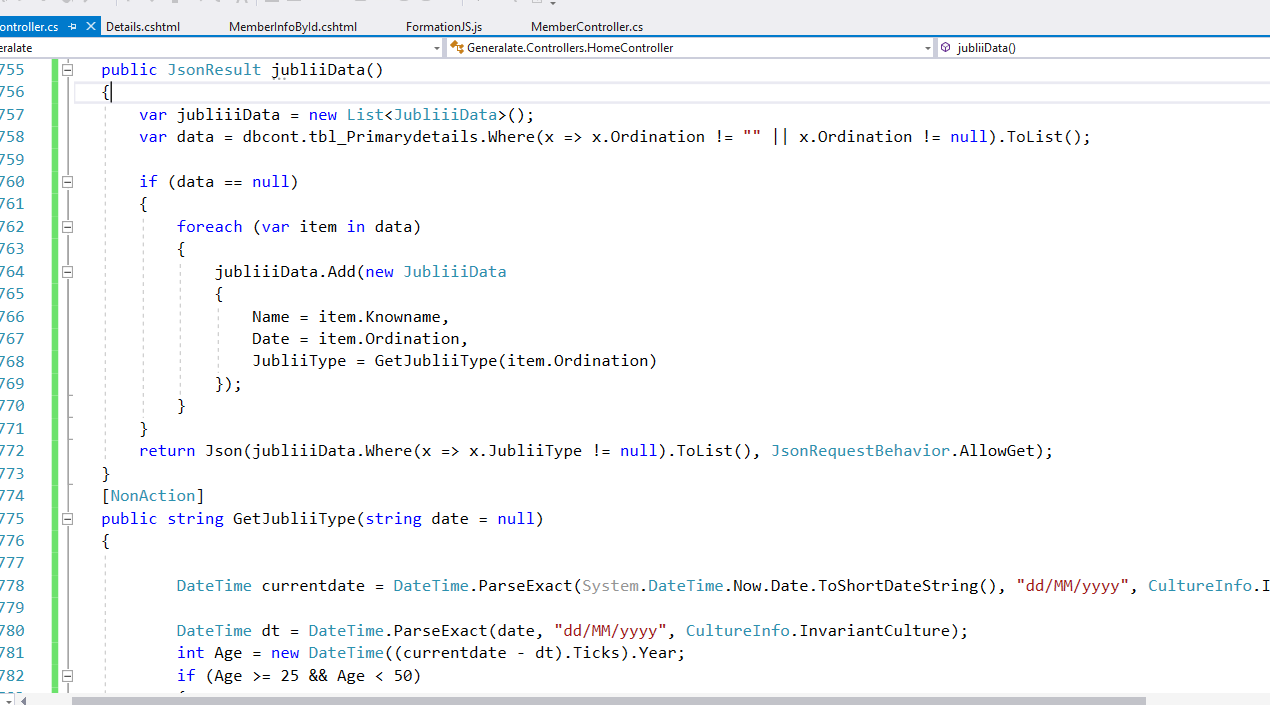 ontroller.cs Details.cshtml MemberInfoById.cshtml FormationJS.js MemberController.cs
eralate Generalate.Controllers.HomeController jubliiData()
755 public JsonResult jubliiData()
756 {
757 var jubliiiData = new List<JubliiiData>();
758 var data = dbcont.tbl_Primarydetails.Where(x => x.Ordination != "" || x.Ordination != null).ToList();
759
760 if (data == null)
761 {
762 foreach (var item in data)
763 {
764 jubliiiData.Add(new JubliiiData
765 {
766 Name = item.Knowname,
767 Date = item.Ordination,
768 JubliiType = GetJubliiType(item.Ordination)
769 });
770 }
771 }
772 return Json(jubliiiData.Where(x => x.JubliiType != null).ToList(), JsonRequestBehavior.AllowGet);
773 }
774 [NonAction]
775 public string GetJubliiType(string date = null)
776 {
777
778 DateTime currentdate = DateTime.ParseExact(System.DateTime.Now.Date.ToShortDateString(), "dd/MM/yyyy", CultureInfo.I
779
780 DateTime dt = DateTime.ParseExact(date, "dd/MM/yyyy", CultureInfo.InvariantCulture);
781 int Age = new DateTime((currentdate - dt).Ticks).Year;
782 if (Age >= 25 && Age < 50)